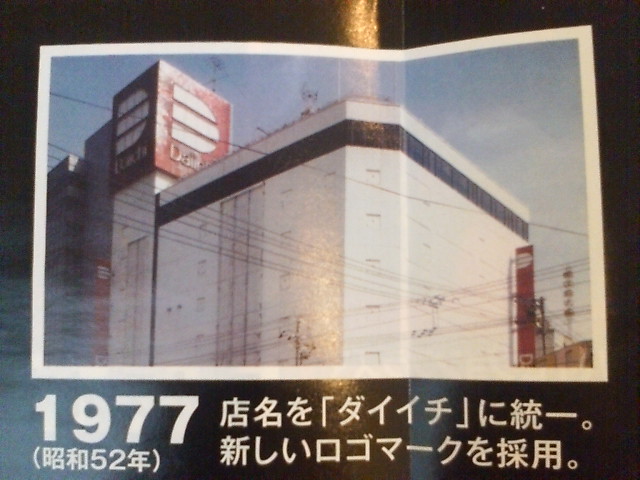 1977
(昭和52年)
店名を「ダイイチ」に統一。
新しいロゴマークを採用。